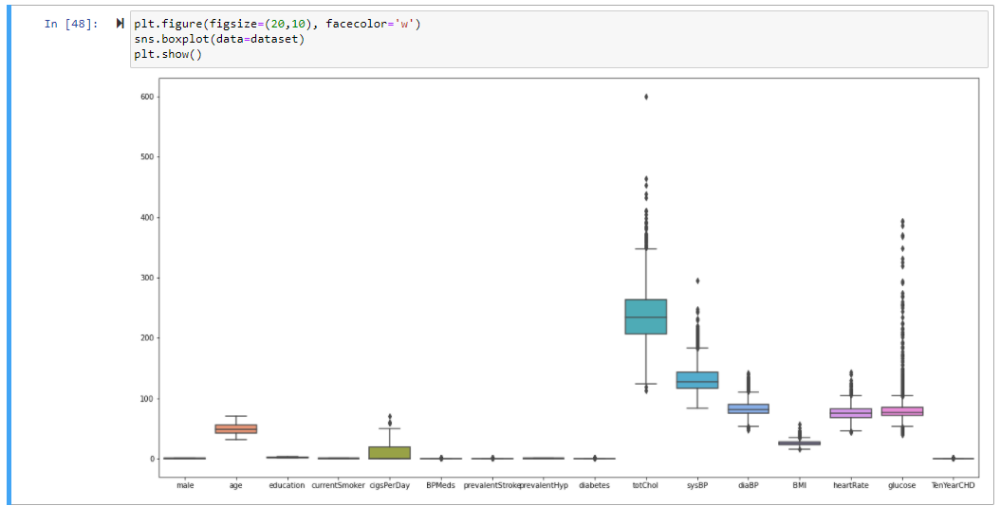 In [48]:
plt.figure(figsize=(20,10), facecolor='w')
sns.boxplot(data=dataset)
plt.show()
600
500
400
300
200
100
0
male age education currentSmoker cigsPerDay BPMeds prevalentStroke prevalentHyp diabetes totChol sysBP diaBP BMI heartRate glucose TenYearCHD